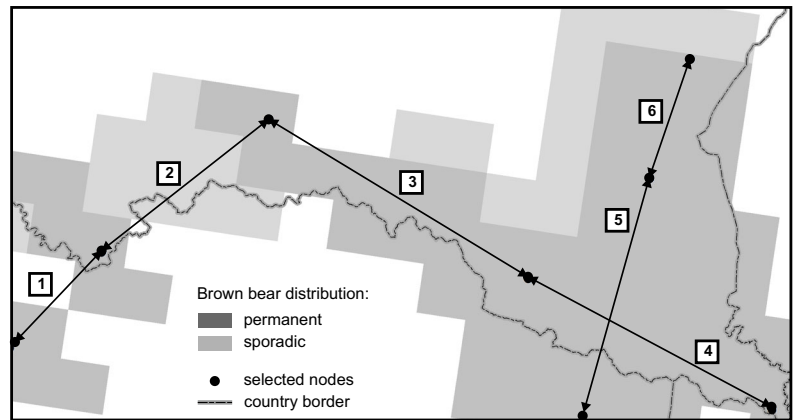 6
2
3
5
1
Brown bear distribution:
permanent
sporadic
4
selected nodes
country border